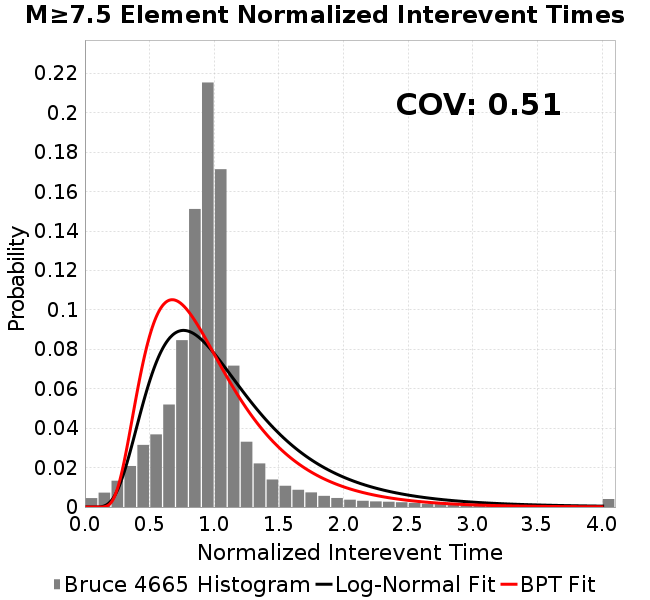 M≥7.5 Element Normalized Interevent Times
COV: 0.51
Probability
0.22
0.2
0.18
0.16
0.14
0.12
0.1
0.08
0.06
0.04
0.02
0
0.0 0.5 1.0 1.5 2.0 2.5 3.0 3.5 4.0
Normalized Interevent Time
Bruce 4665 Histogram Log-Normal Fit BPT Fit